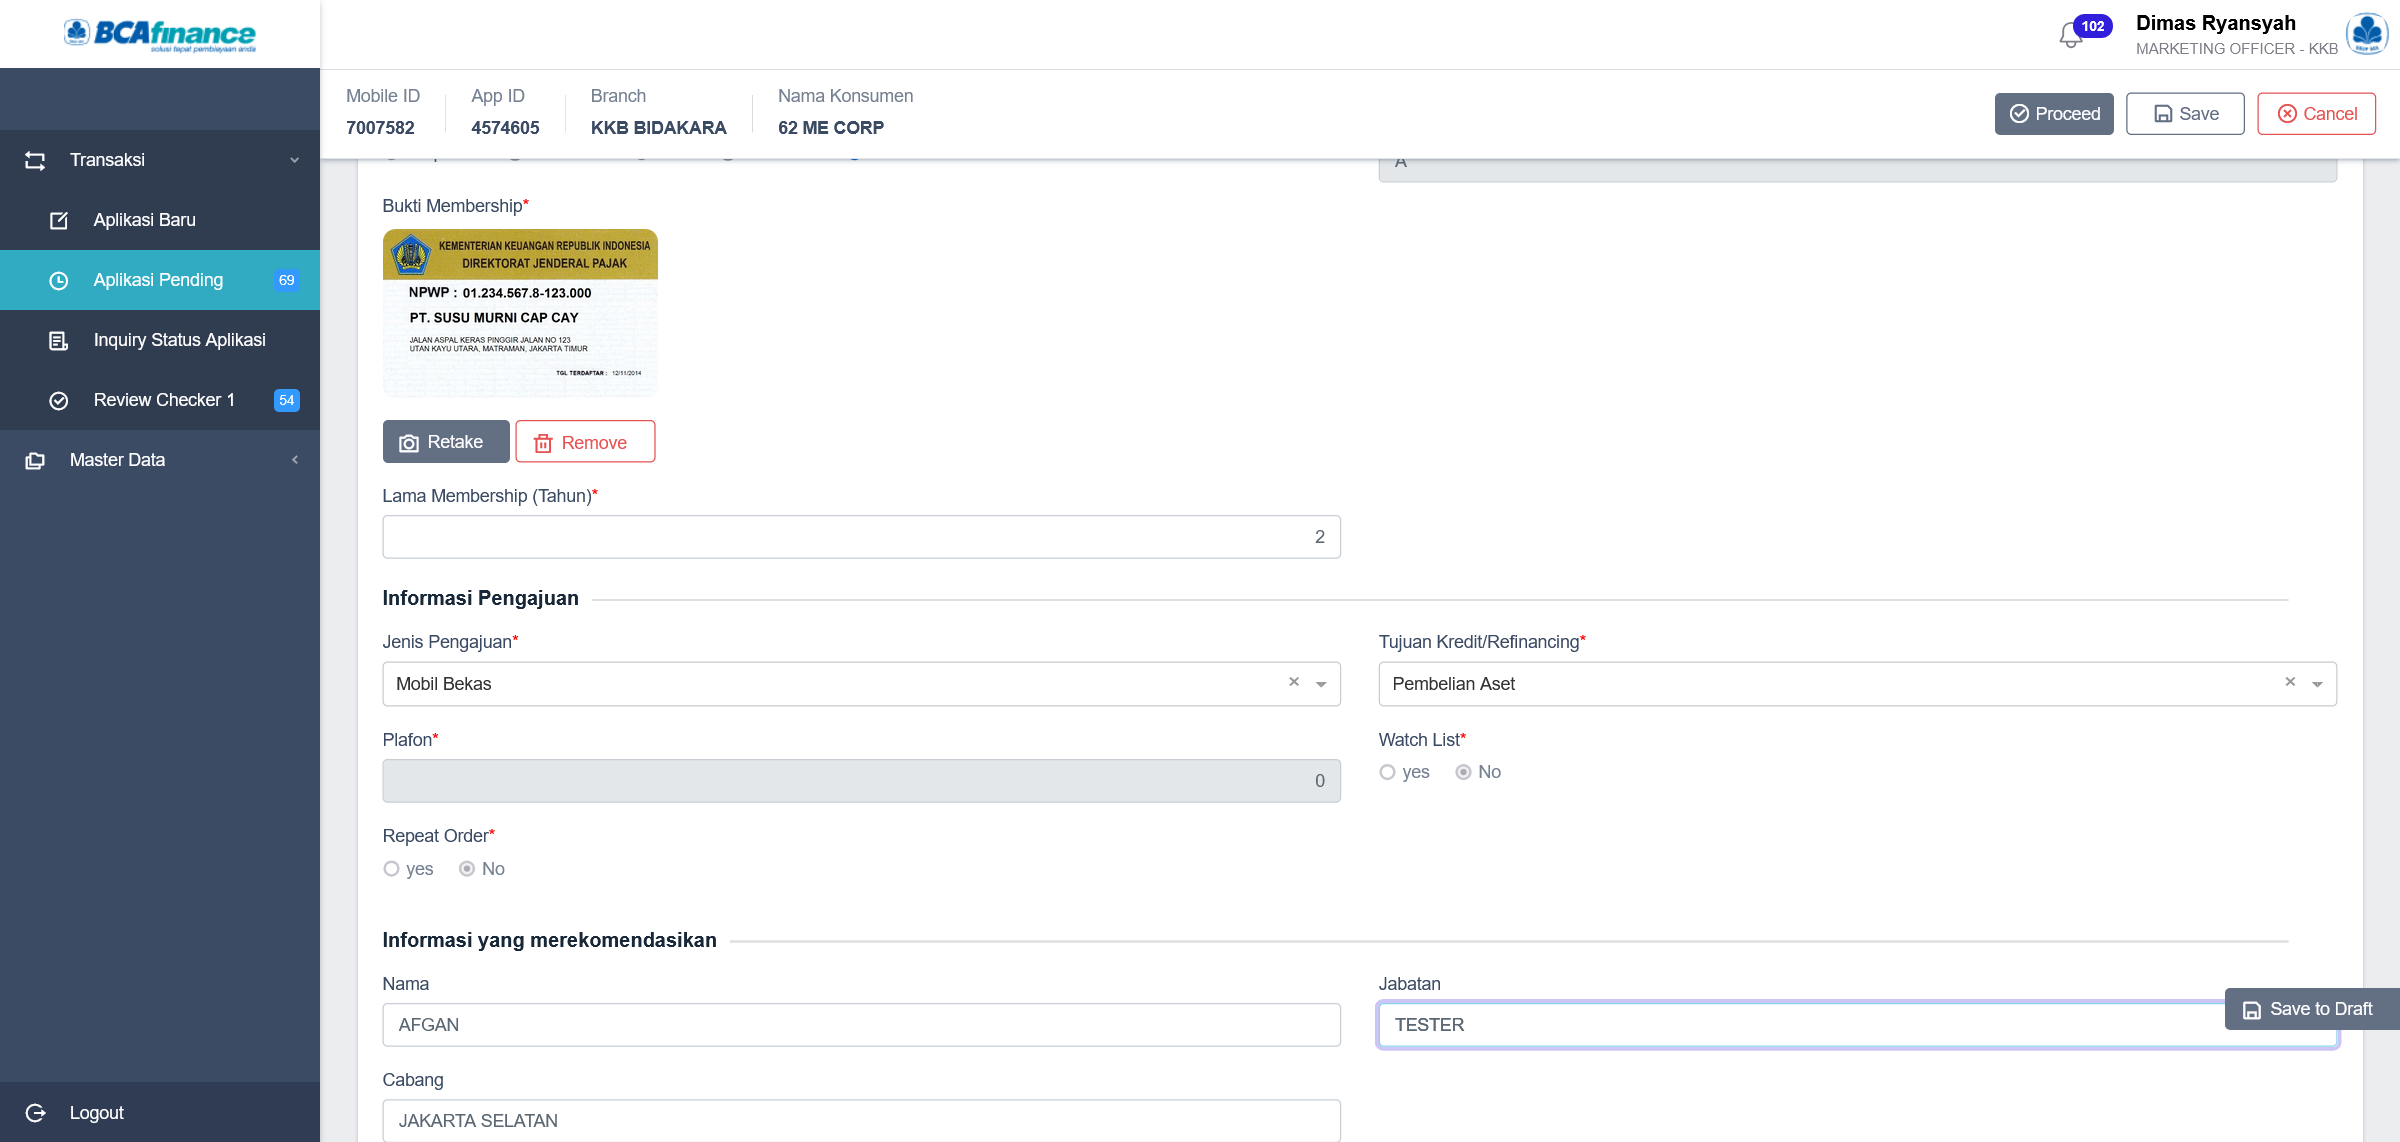 BCAfinance
solusi tepat pembiayaan anda
102
Dimas Ryansyah
MARKETING OFFICER - KKB
Mobile ID
7007582
App ID
4574605
Branch
KKB BIDAKARA
Nama Konsumen
62 ME CORP
Proceed
Save
Cancel
Transaksi
Aplikasi Baru
Aplikasi Pending
69
Inquiry Status Aplikasi
Review Checker 1
54
Master Data
Logout
A
Bukti Membership*
KEMENTERIAN KEUANGAN REPUBLIK INDONESIA
DIREKTORAT JENDERAL PAJAK
NPWP : 01.234.567.8-123.000
PT. SUSU MURNI CAP CAY
JALAN ASPAL KERAS PINGGIR JALAN NO 123
UTAN KAYU UTARA, MATRAMAN, JAKARTA TIMUR
TGL TERDAFTAR : 12/11/2014
Retake
Remove
Lama Membership (Tahun)*
2
Informasi Pengajuan
Jenis Pengajuan*
Mobil Bekas
Tujuan Kredit/Refinancing*
Pembelian Aset
Plafon*
0
Watch List*
yes No
Repeat Order*
yes No
Informasi yang merekomendasikan
Nama
AFGAN
Jabatan
TESTER
Save to Draft
Cabang
JAKARTA SELATAN